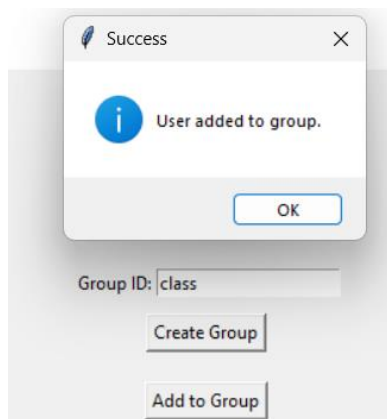 Success
User added to group.
OK
Group ID: class
Create Group
Add to Group